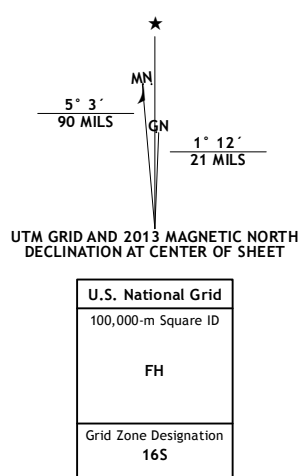 ★
MN
5° 3´
90 MILS
GN
1° 12´
21 MILS
UTM GRID AND 2013 MAGNETIC NORTH
DECLINATION AT CENTER OF SHEET
U.S. National Grid
100,000-m Square ID
FH
Grid Zone Designation
16S